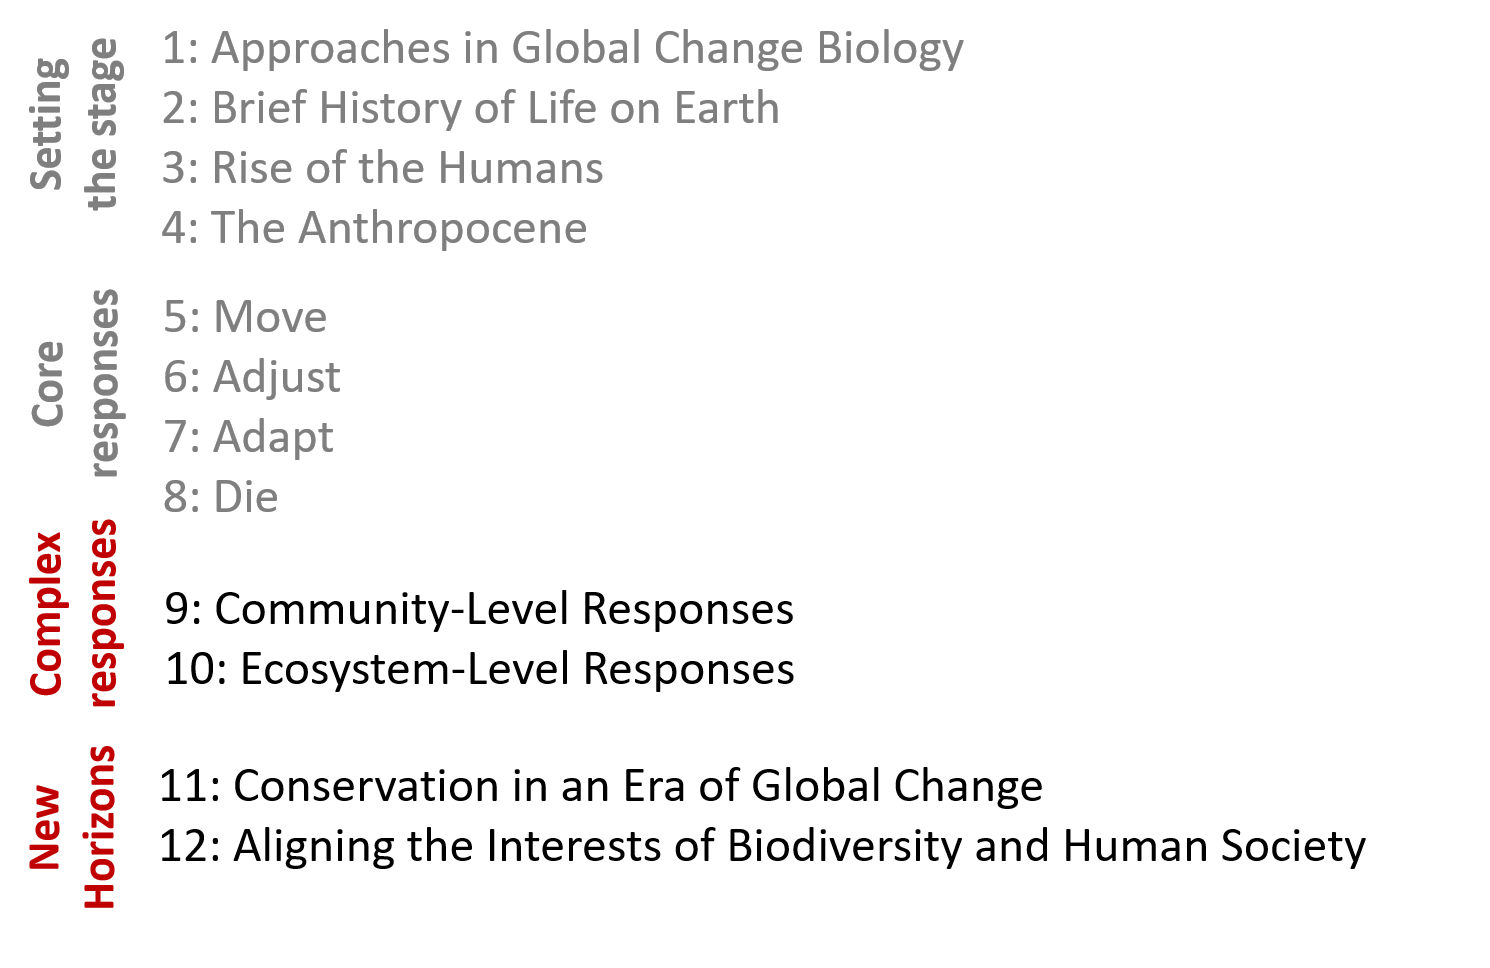 Setting
the stage
1: Approaches in Global Change Biology
2: Brief History of Life on Earth
3: Rise of the Humans
4: The Anthropocene
Core
responses
5: Move
6: Adjust
7: Adapt
8: Die
Complex
responses
9: Community-Level Responses
10: Ecosystem-Level Responses
New
Horizons
11: Conservation in an Era of Global Change
12: Aligning the Interests of Biodiversity and Human Society